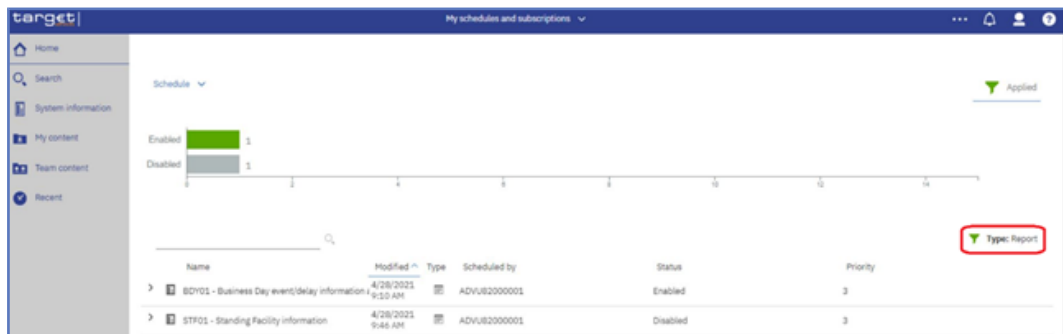 target|
My schedules and subscriptions
Home
Search
System information
My content
Team content
Recent
Schedule
Applied
Enabled 1
Disabled 1
0 2 4 6 8 10 12 14
Type: Report
Name Modified Type Scheduled by Status Priority
BDY01 - Business Day event/delay information 4/28/2021 9:10 AM ADVU82000001 Enabled 3
STF01 - Standing Facility information 4/28/2021 9:46 AM ADVU82000001 Disabled 3